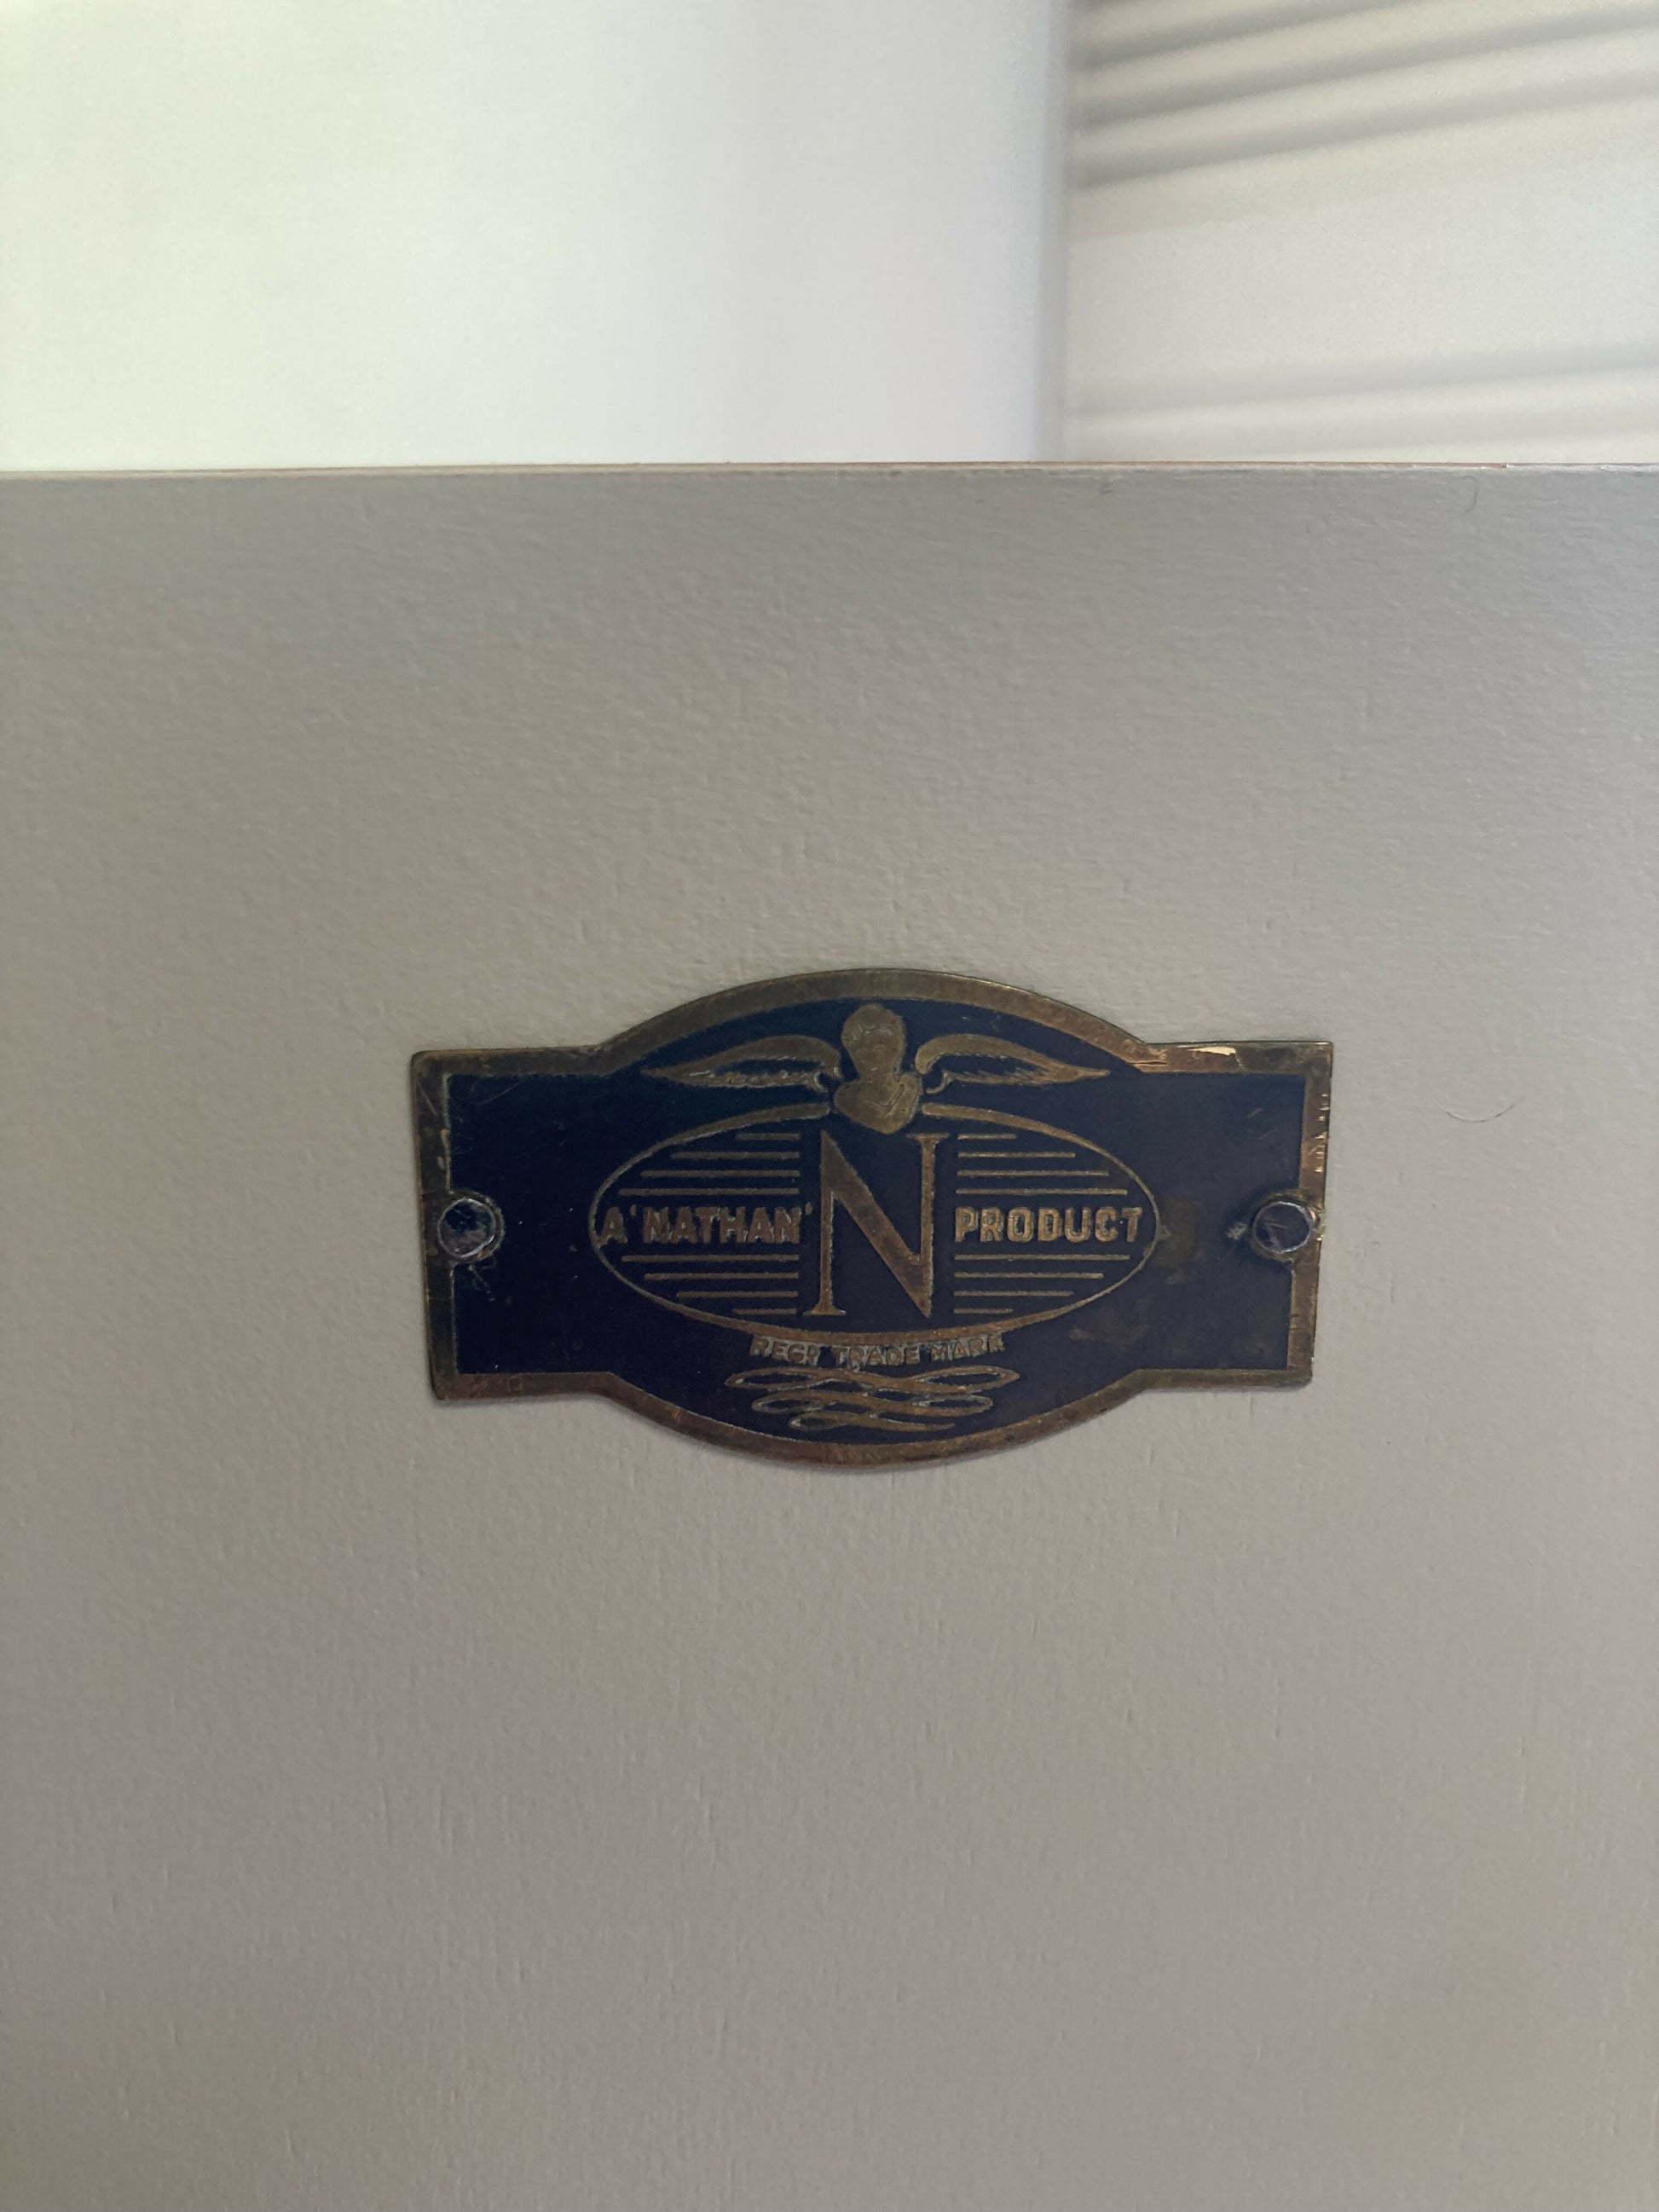 A 'NATHAN' N PRODUCT
REGD TRADE MARK